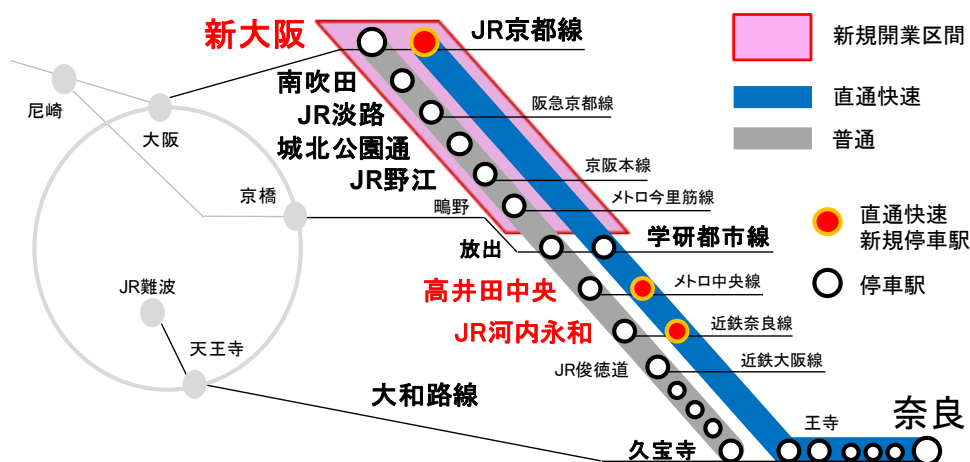 新大阪
JR京都線
新規開業区間
南吹田
尼崎
直通快速
JR淡路
阪急京都線
大阪
普通
城北公園通
JR野江
京阪本線
京橋
鴫野
メトロ今里筋線
直通快速
新規停車駅
放出
学研都市線
停車駅
高井田中央
メトロ中央線
JR難波
JR河内永和
近鉄奈良線
天王寺
JR俊徳道
近鉄大阪線
大和路線
久宝寺
王寺
奈良